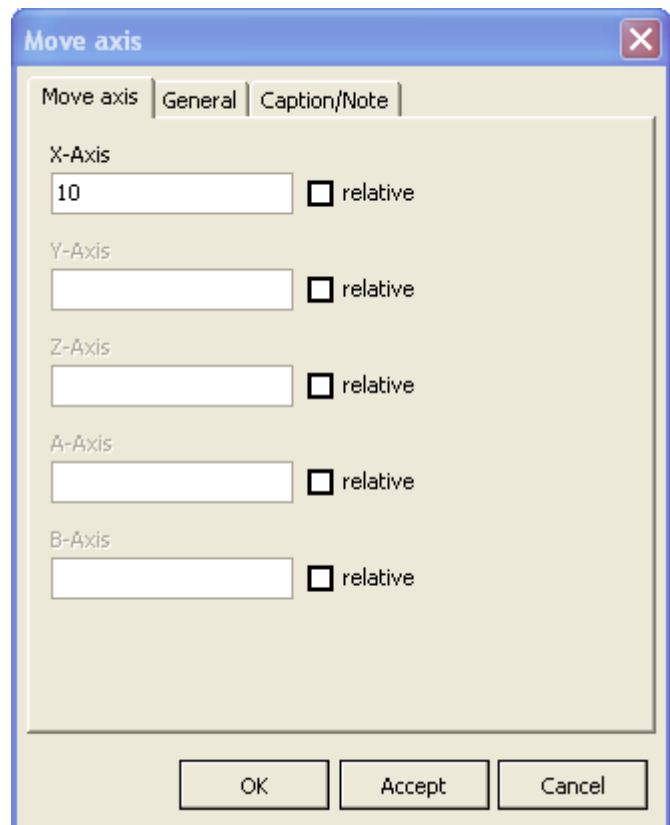 Move axis
Move axis General Caption/Note
X-Axis
10 relative
Y-Axis
relative
Z-Axis
relative
A-Axis
relative
B-Axis
relative
OK Accept Cancel